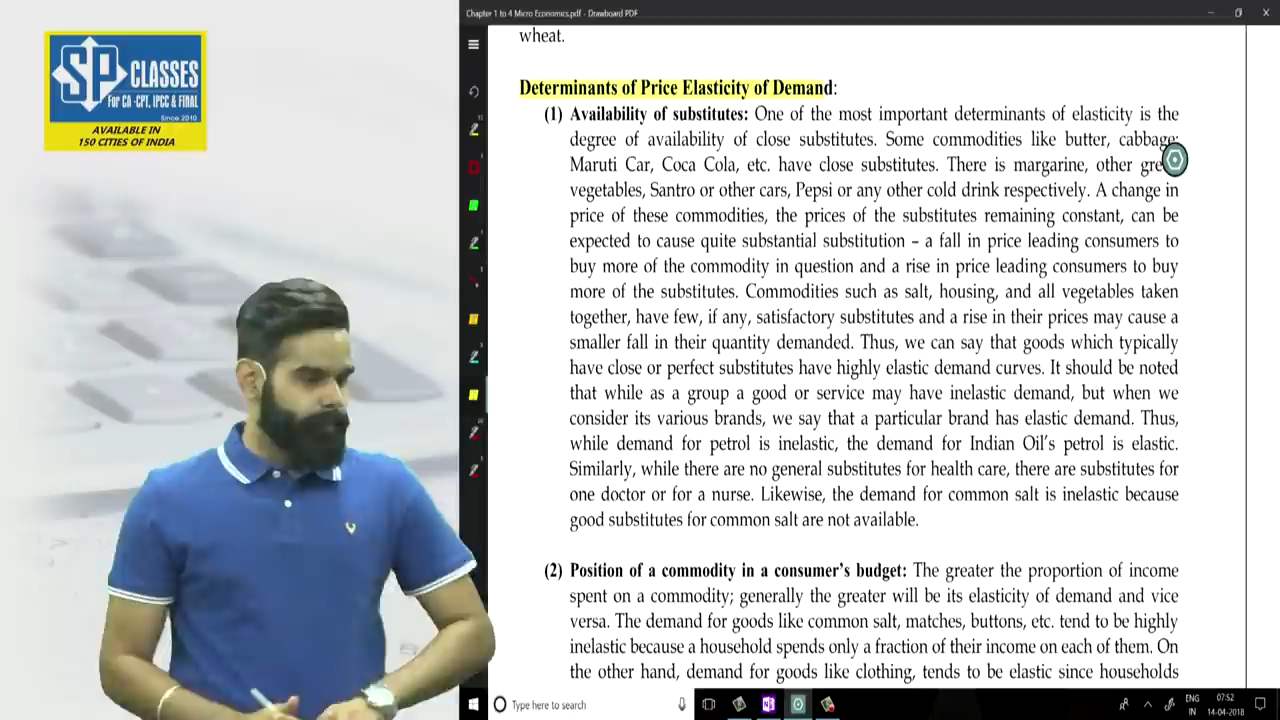 SP CLASSES
For CA -CPT, IPCC & FINAL
Since 2010
AVAILABLE IN
150 CITIES OF INDIA
Chapter 1 to 4 Micro Economics.pdf - Drawboard PDF
wheat.
Determinants of Price Elasticity of Demand:
(1) Availability of substitutes: One of the most important determinants of elasticity is the
degree of availability of close substitutes. Some commodities like butter, cabbage,
Maruti Car, Coca Cola, etc. have close substitutes. There is margarine, other
vegetables, Santro or other cars, Pepsi or any other cold drink respectively. A change in
price of these commodities, the prices of the substitutes remaining constant, can be
expected to cause quite substantial substitution – a fall in price leading consumers to
buy more of the commodity in question and a rise in price leading consumers to buy
more of the substitutes. Commodities such as salt, housing, and all vegetables taken
together, have few, if any, satisfactory substitutes and a rise in their prices may cause a
smaller fall in their quantity demanded. Thus, we can say that goods which typically
have close or perfect substitutes have highly elastic demand curves. It should be noted
that while as a group a good or service may have inelastic demand, but when we
consider its various brands, we say that a particular brand has elastic demand. Thus,
while demand for petrol is inelastic, the demand for Indian Oil's petrol is elastic.
Similarly, while there are no general substitutes for health care, there are substitutes for
one doctor or for a nurse. Likewise, the demand for common salt is inelastic because
good substitutes for common salt are not available.
(2) Position of a commodity in a consumer's budget: The greater the proportion of income
spent on a commodity; generally the greater will be its elasticity of demand and vice
versa. The demand for goods like common salt, matches, buttons, etc. tend to be highly
inelastic because a household spends only a fraction of their income on each of them. On
the other hand, demand for goods like clothing, tends to be elastic since households
Type here to search
ENG
IN
07:52
14-04-2018